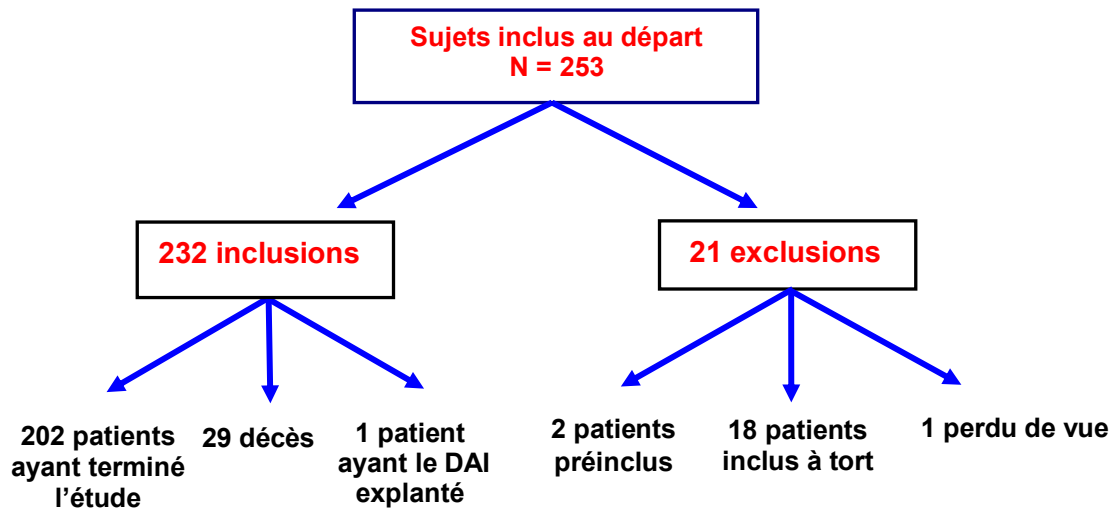 Sujets inclus au départ
N = 253
232 inclusions
21 exclusions
202 patients
ayant terminé
l’étude
29 décès
1 patient
ayant le DAI
explanté
2 patients
préinclus
18 patients
inclus à tort
1 perdu de vue